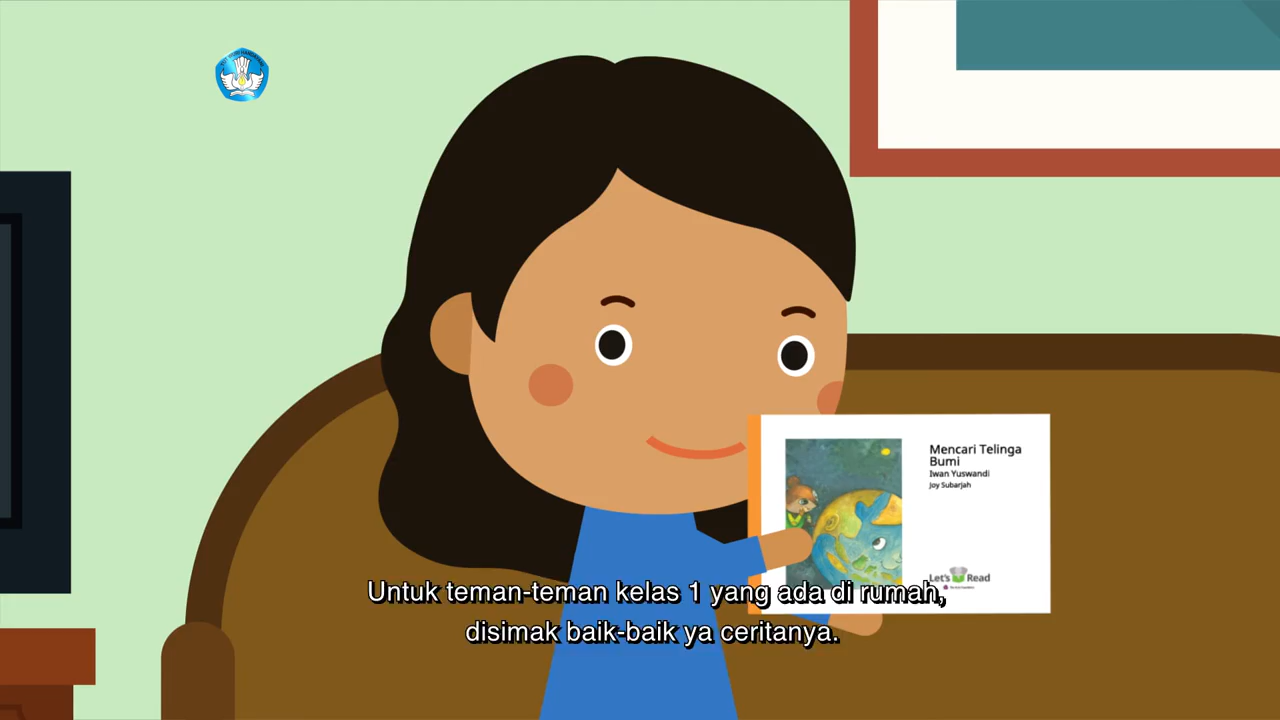 Mencari Telinga
Bumi
Iwan Yuswandi
Joy Subarjah
Let's Read
Untuk teman-teman kelas 1 yang ada di rumah,
disimak baik-baik ya ceritanya.